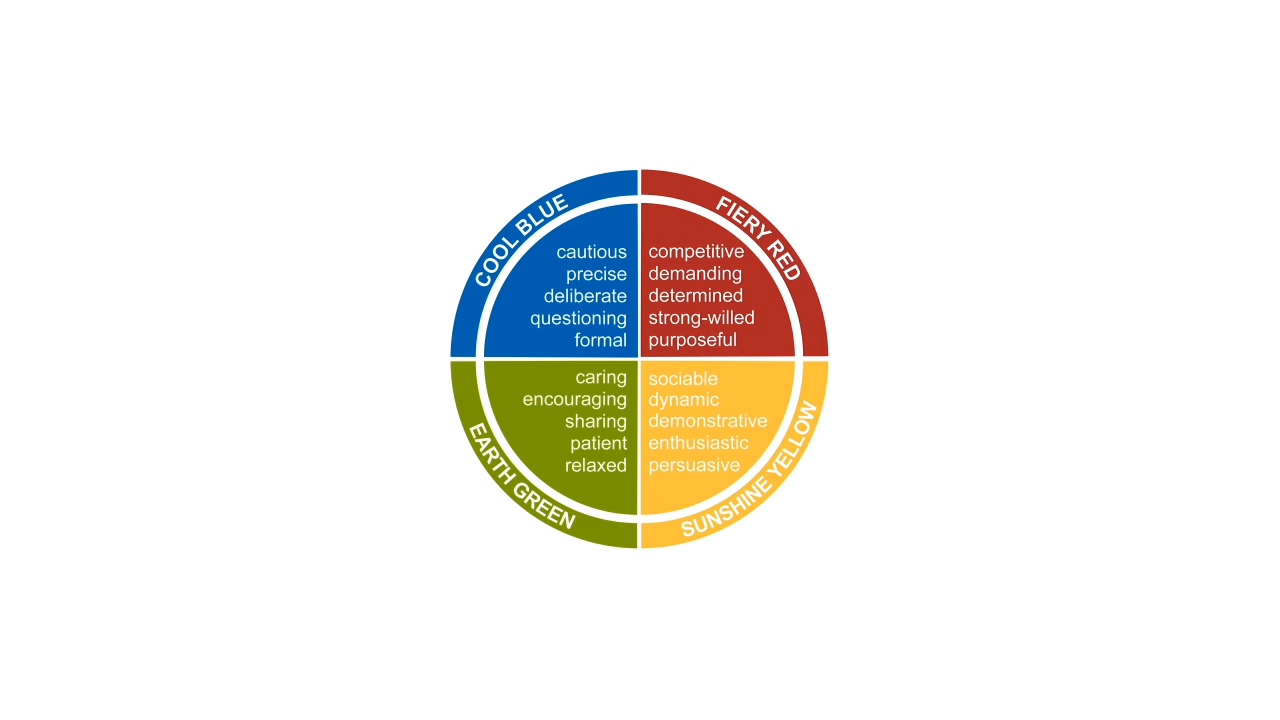 COOL BLUE
cautious
precise
deliberate
questioning
formal
FIERY RED
competitive
demanding
determined
strong-willed
purposeful
EARTH GREEN
caring
encouraging
sharing
patient
relaxed
SUNSHINE YELLOW
sociable
dynamic
demonstrative
enthusiastic
persuasive